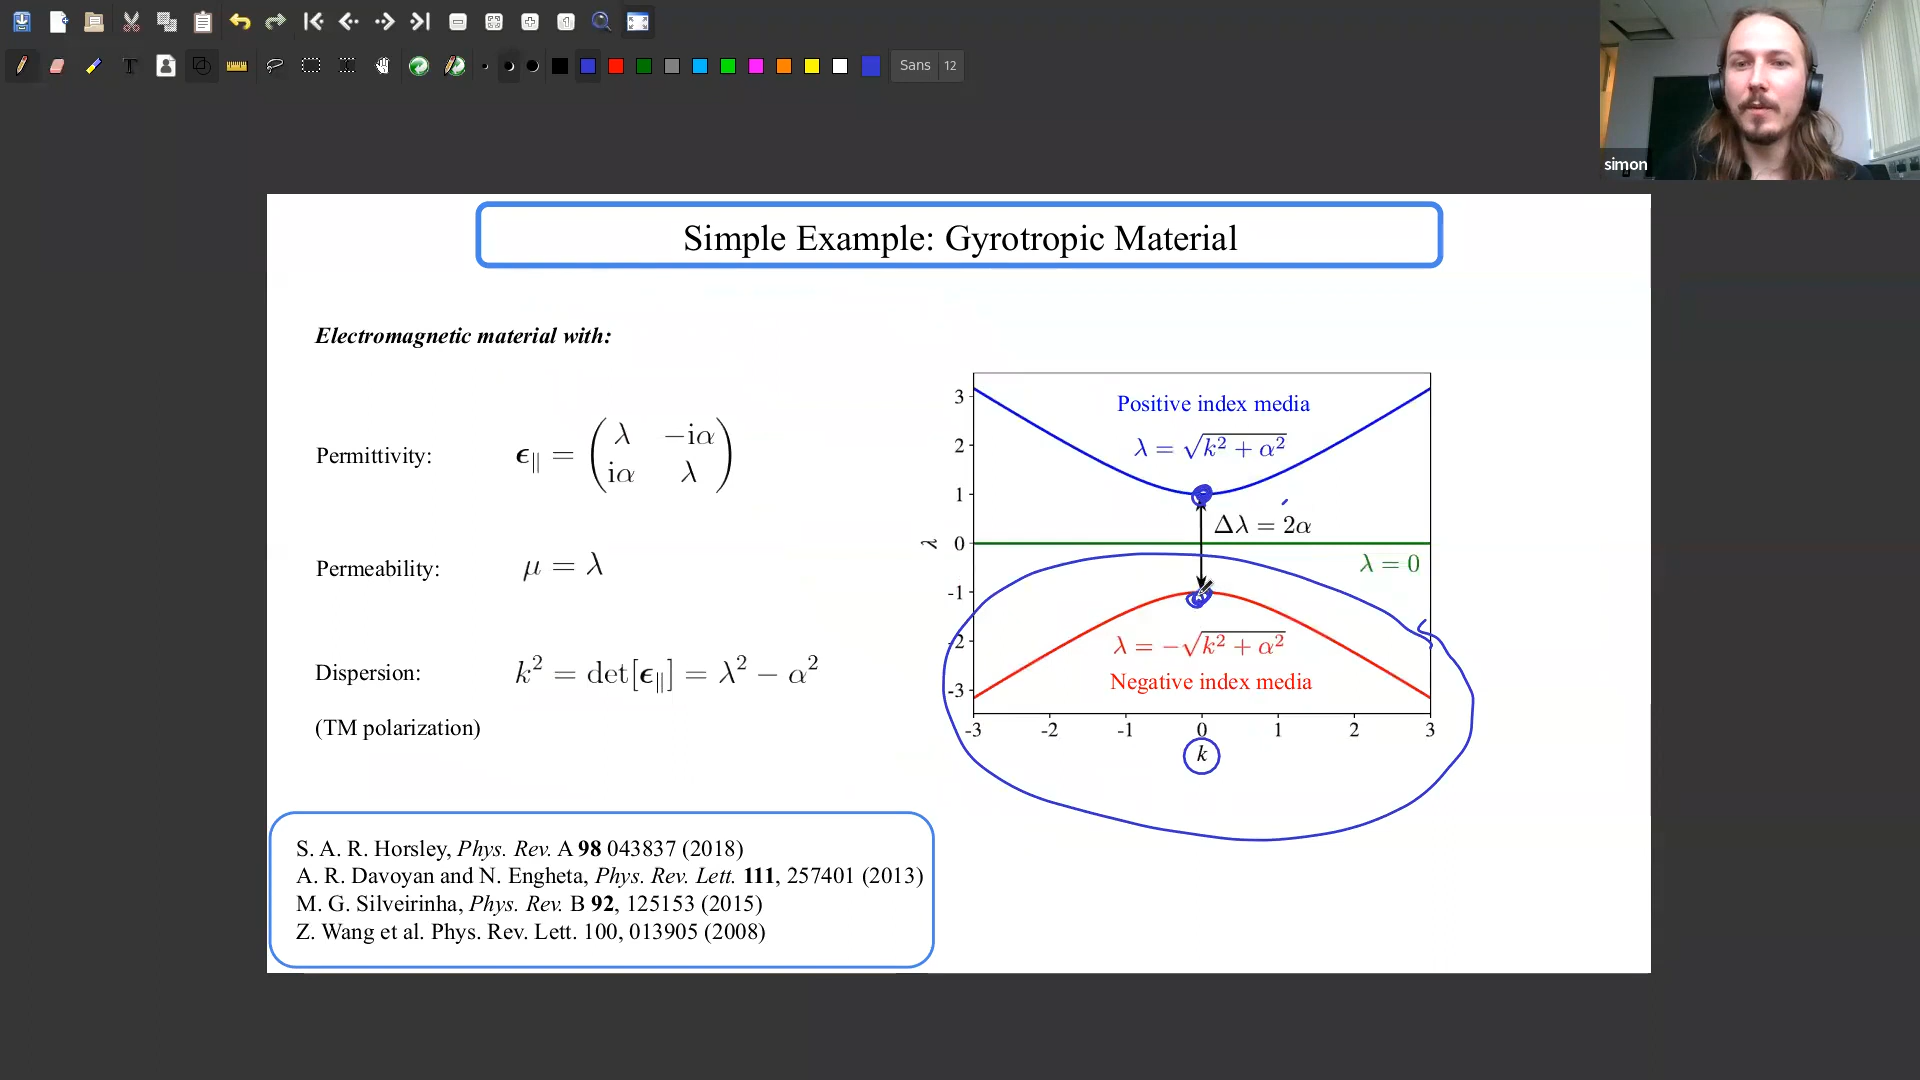 Sans 12
simon
Simple Example: Gyrotropic Material
Electromagnetic material with:
Permittivity: ϵ∥ = ( λ −iα
iα λ )
Permeability: μ = λ
Dispersion: k² = det[ϵ∥] = λ² − α²
(TM polarization)
S. A. R. Horsley, Phys. Rev. A 98 043837 (2018)
A. R. Davoyan and N. Engheta, Phys. Rev. Lett. 111, 257401 (2013)
M. G. Silveirinha, Phys. Rev. B 92, 125153 (2015)
Z. Wang et al. Phys. Rev. Lett. 100, 013905 (2008)
3
Positive index media
2
λ = √k² + α²
1
Δλ = 2α
λ
0
λ = 0
-1
-2
λ = −√k² + α²
Negative index media
-3
-3 -2 -1 0 1 2 3
k